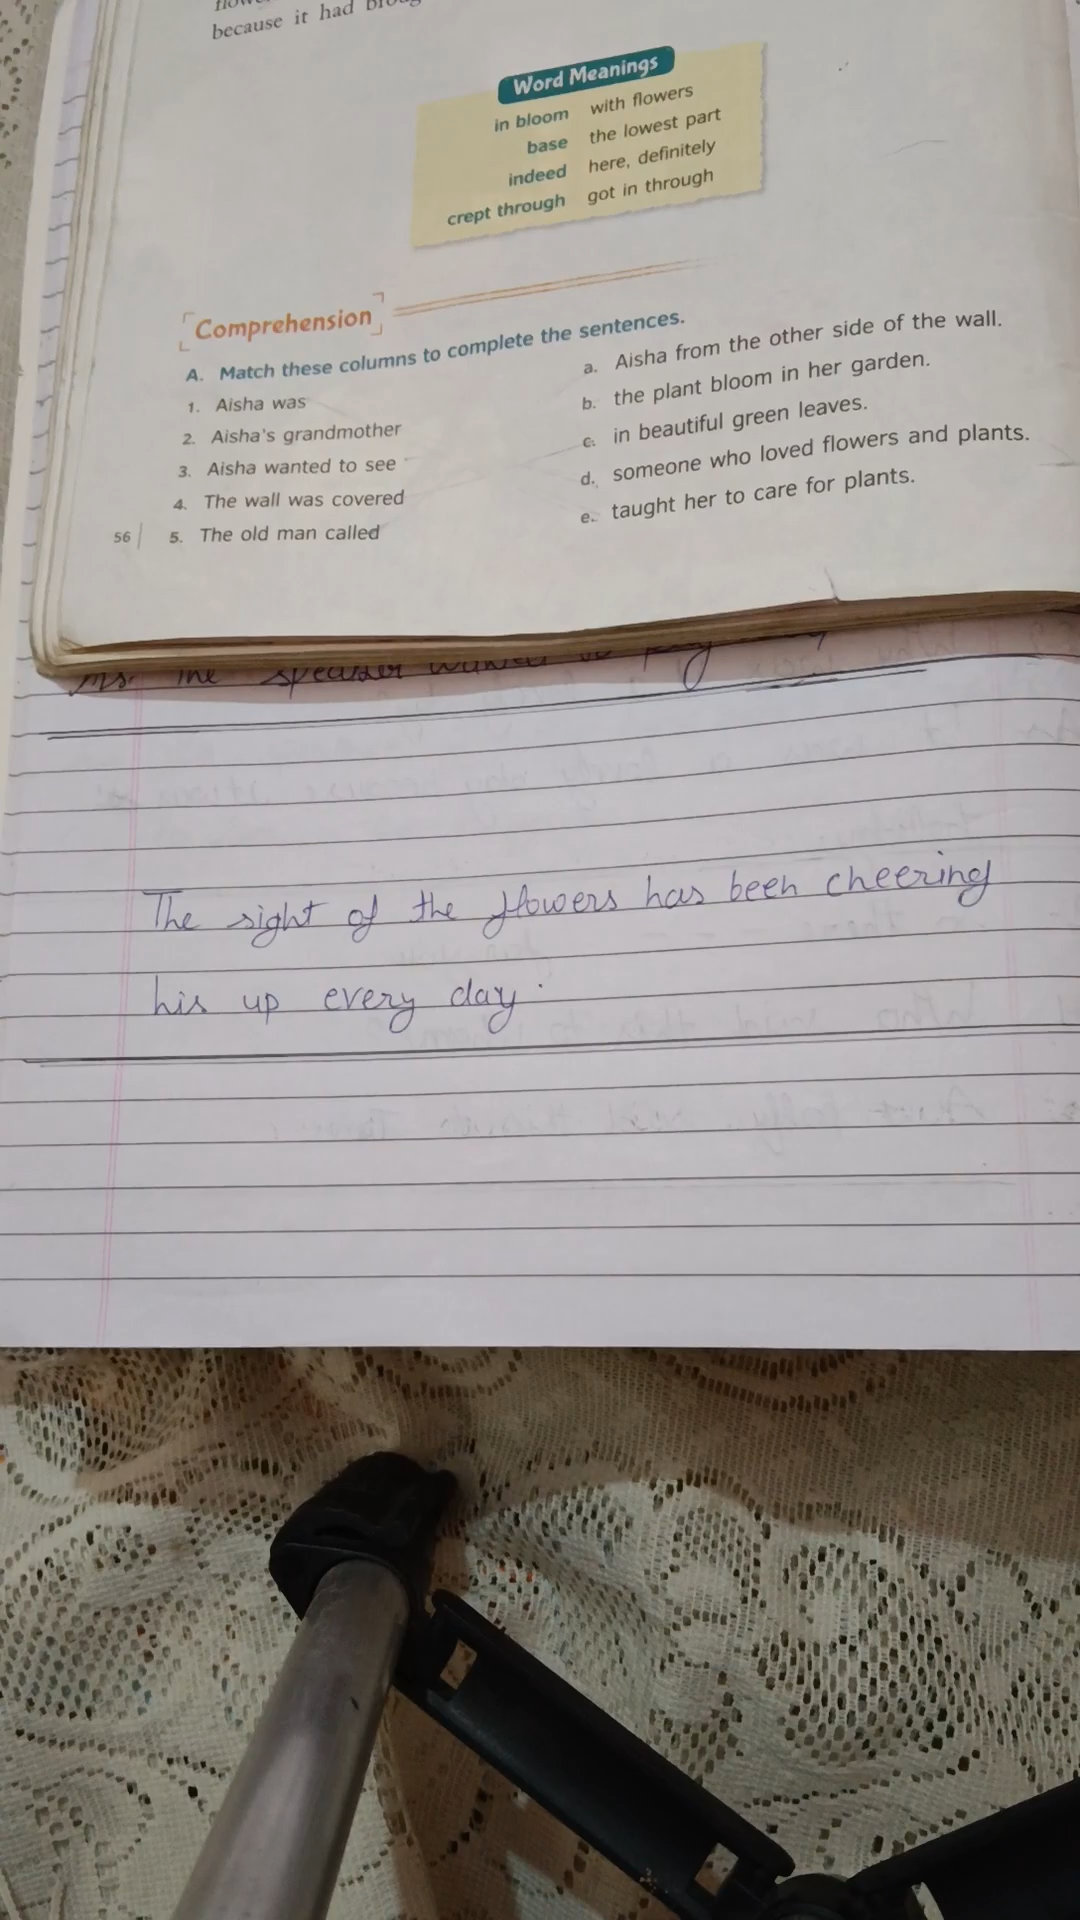 because it had
Word Meanings
in bloom with flowers
base the lowest part
indeed here, definitely
crept through got in through
Comprehension
A. Match these columns to complete the sentences.
1. Aisha was
2. Aisha's grandmother
3. Aisha wanted to see
4. The wall was covered
5. The old man called
a. Aisha from the other side of the wall.
b. the plant bloom in her garden.
c. in beautiful green leaves.
d. someone who loved flowers and plants.
e. taught her to care for plants.
56
Ans. The speaker wanted to
The sight of the flowers has been cheering
his up every day.